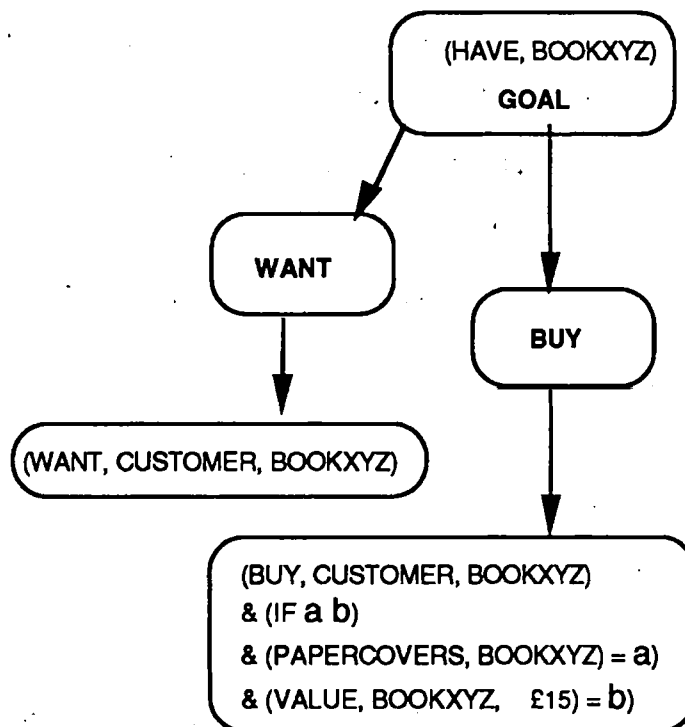 (HAVE, BOOKXYZ)
GOAL
WANT
BUY
(WANT, CUSTOMER, BOOKXYZ)
(BUY, CUSTOMER, BOOKXYZ)
& (IF a b)
& (PAPERCOVERS, BOOKXYZ) = a)
& (VALUE, BOOKXYZ, £15) = b)